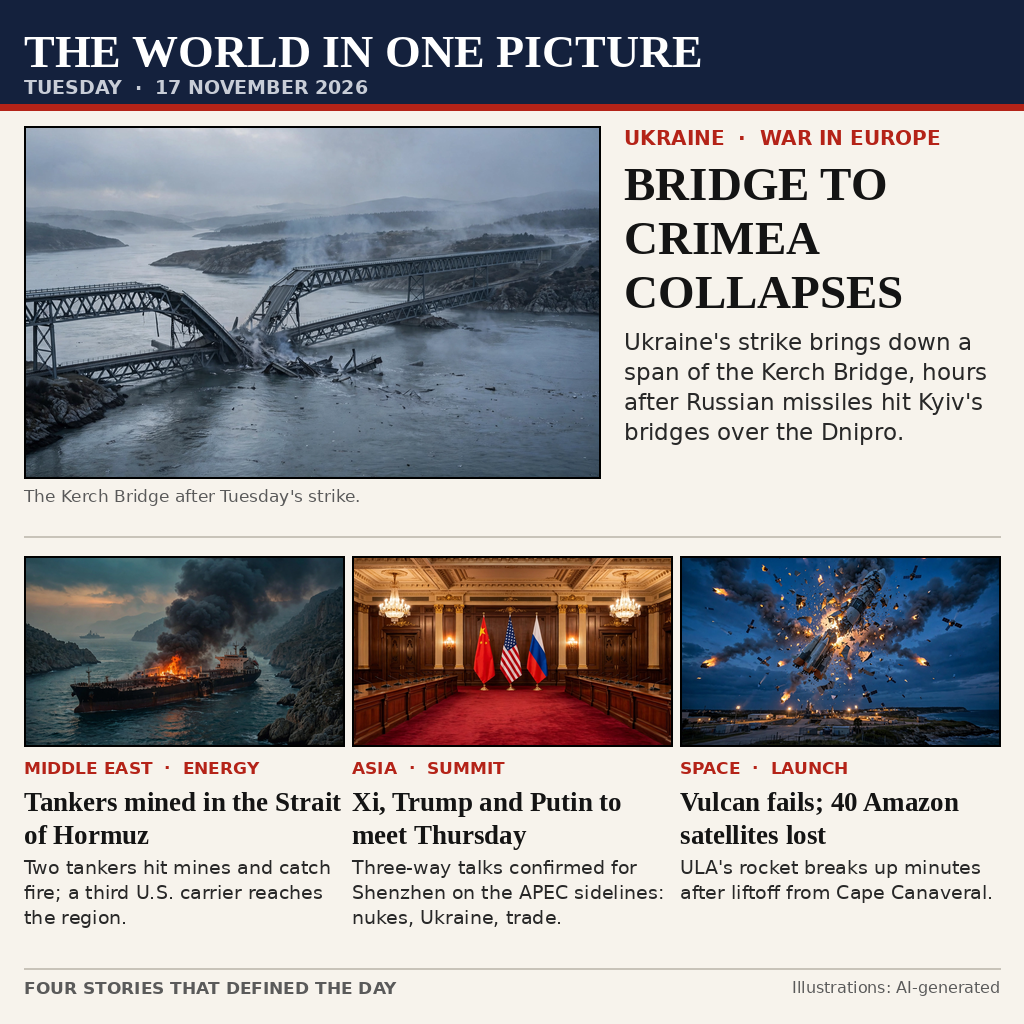 THE WORLD IN ONE PICTURE
TUESDAY · 17 NOVEMBER 2026
UKRAINE · WAR IN EUROPE
BRIDGE TO
CRIMEA
COLLAPSES
Ukraine's strike brings down a
span of the Kerch Bridge, hours
after Russian missiles hit Kyiv's
bridges over the Dnipro.
The Kerch Bridge after Tuesday's strike.
MIDDLE EAST · ENERGY
Tankers mined in the Strait
of Hormuz
Two tankers hit mines and catch
fire; a third U.S. carrier reaches
the region.
ASIA · SUMMIT
Xi, Trump and Putin to
meet Thursday
Three-way talks confirmed for
Shenzhen on the APEC sidelines:
nukes, Ukraine, trade.
SPACE · LAUNCH
Vulcan fails; 40 Amazon
satellites lost
ULA's rocket breaks up minutes
after liftoff from Cape Canaveral.
FOUR STORIES THAT DEFINED THE DAY
Illustrations: AI-generated